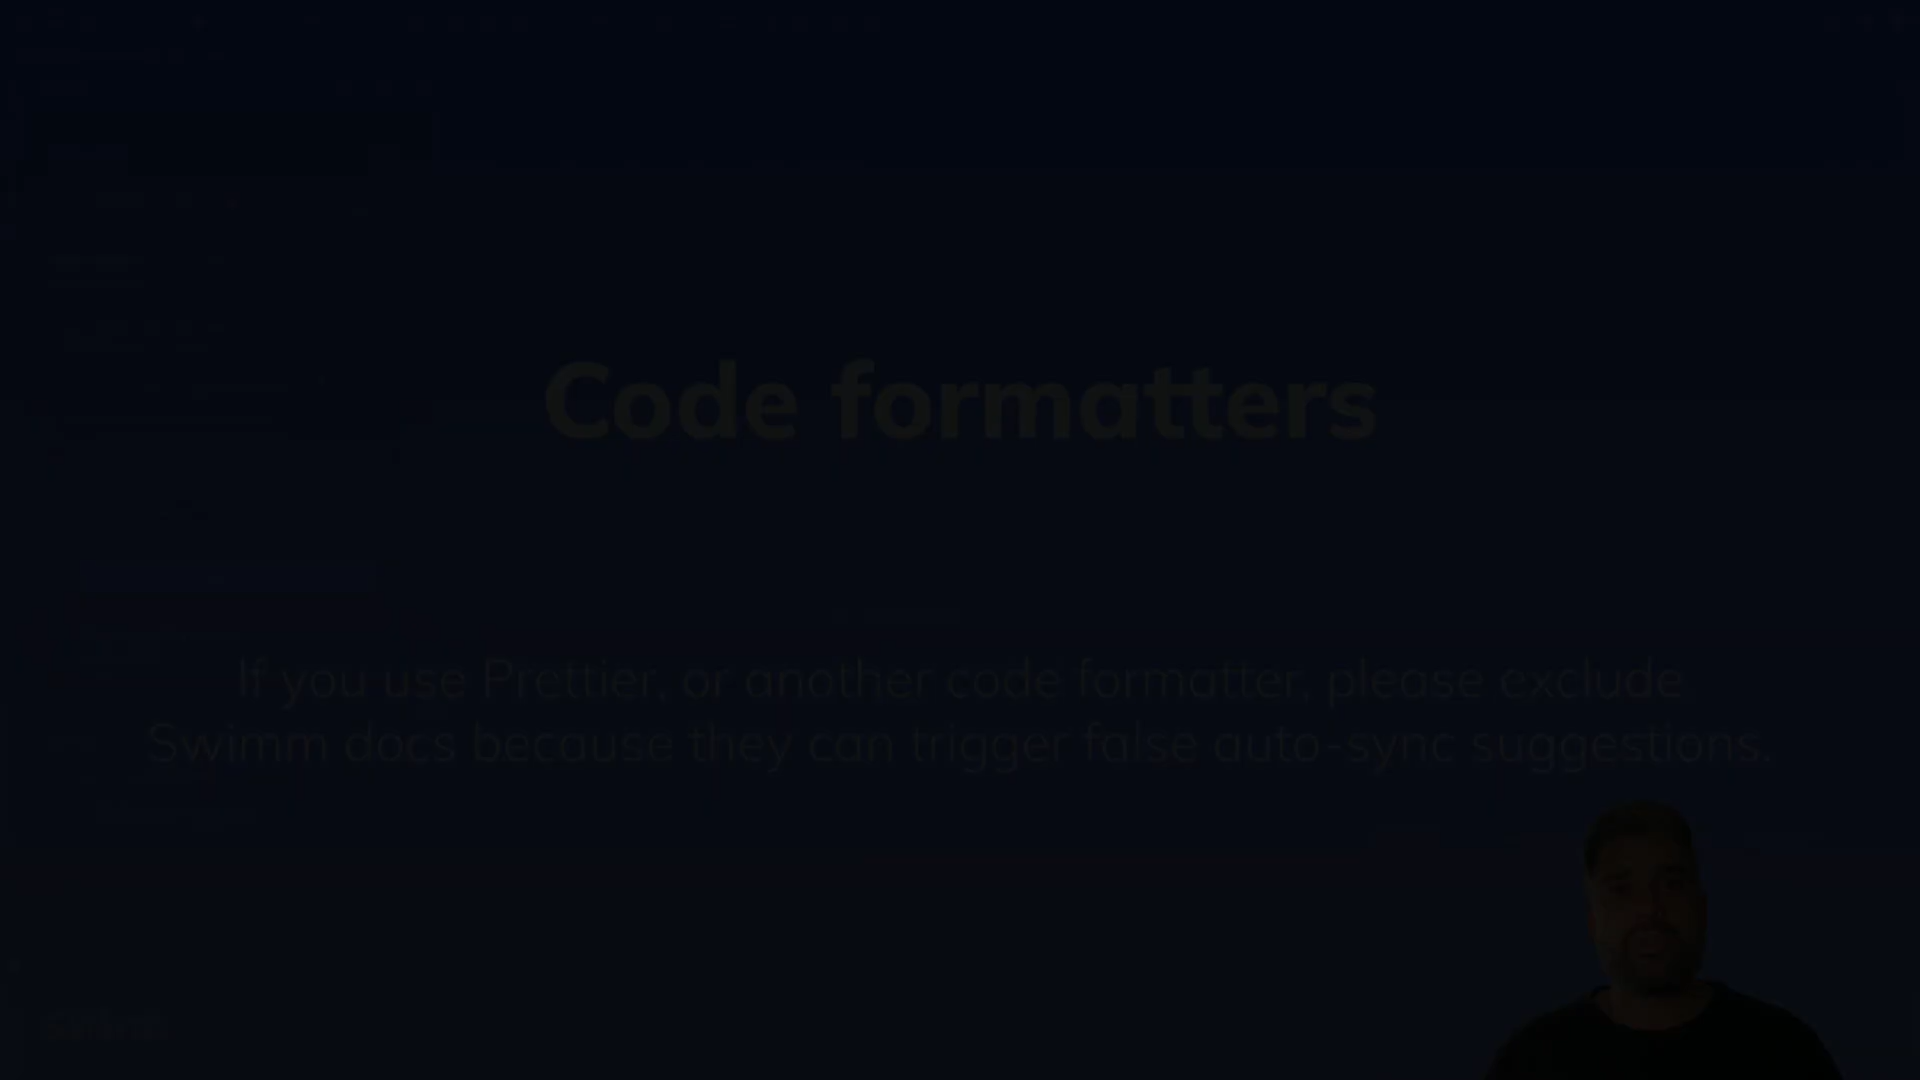 Code formatters
If you use Prettier, or another code formatter, please exclude
Swimm docs because they can trigger false auto-sync suggestions.